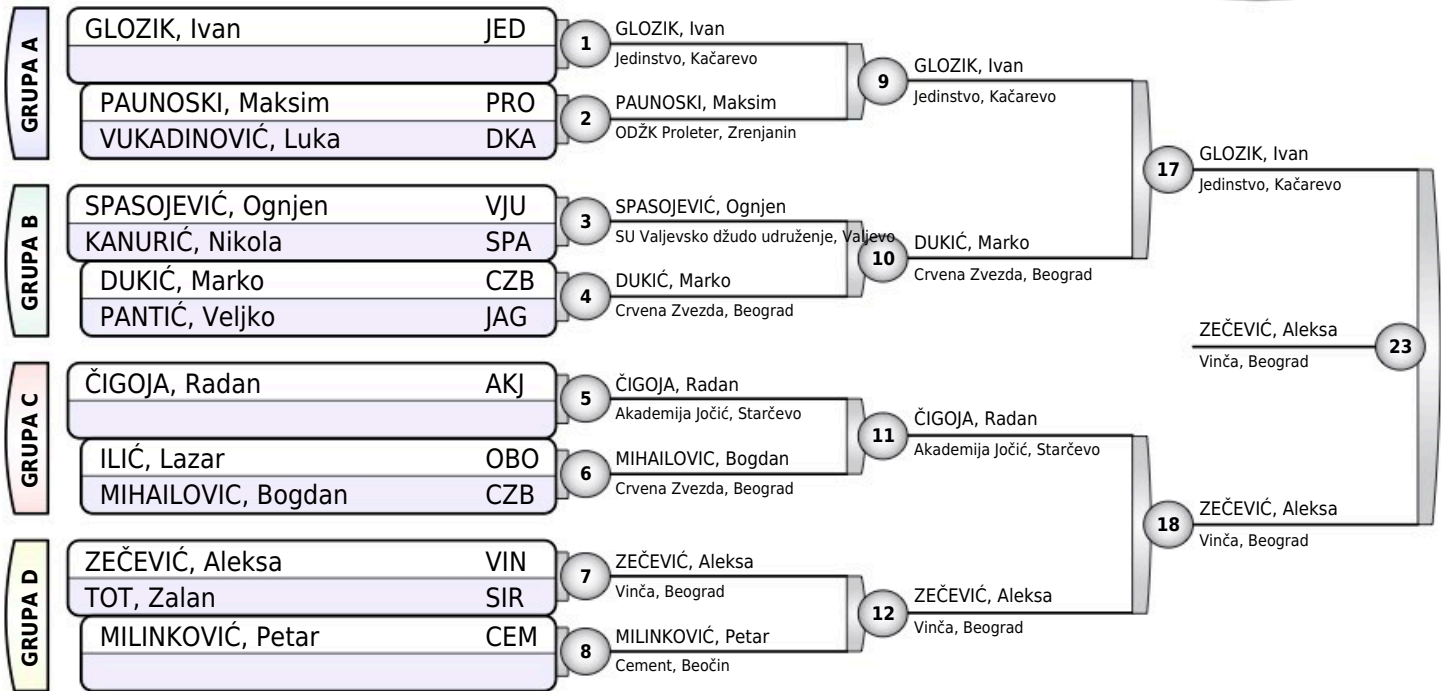 GRUPA A
GLOZIK, Ivan JED
PAUNOSKI, Maksim PRO
VUKADINOVIĆ, Luka DKA
GRUPA B
SPASOJEVIĆ, Ognjen VJU
KANURIĆ, Nikola SPA
DUKIĆ, Marko CZB
PANTIĆ, Veljko JAG
GRUPA C
ČIGOJA, Radan AKJ
ILIĆ, Lazar OBO
MIHAILOVIC, Bogdan CZB
GRUPA D
ZEČEVIĆ, Aleksa VIN
TOT, Zalan SIR
MILINKOVIĆ, Petar CEM
1
GLOZIK, Ivan
Jedinstvo, Kačarevo
2
PAUNOSKI, Maksim
ODŽK Proleter, Zrenjanin
3
SPASOJEVIĆ, Ognjen
SU Valjevsko džudo udruženje, Valjevo
4
DUKIĆ, Marko
Crvena Zvezda, Beograd
5
ČIGOJA, Radan
Akademija Jočić, Starčevo
6
MIHAILOVIC, Bogdan
Crvena Zvezda, Beograd
7
ZEČEVIĆ, Aleksa
Vinča, Beograd
8
MILINKOVIĆ, Petar
Cement, Beočin
9
GLOZIK, Ivan
Jedinstvo, Kačarevo
10
DUKIĆ, Marko
Crvena Zvezda, Beograd
11
ČIGOJA, Radan
Akademija Jočić, Starčevo
12
ZEČEVIĆ, Aleksa
Vinča, Beograd
17
GLOZIK, Ivan
Jedinstvo, Kačarevo
18
ZEČEVIĆ, Aleksa
Vinča, Beograd
ZEČEVIĆ, Aleksa
Vinča, Beograd
23